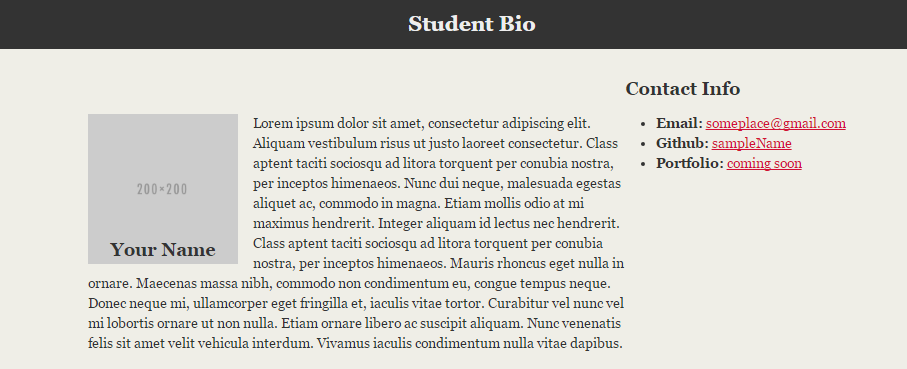 Student Bio
200×200
Your Name
Lorem ipsum dolor sit amet, consectetur adipiscing elit.
Aliquam vestibulum risus ut justo laoreet consectetur. Class
aptent taciti sociosqu ad litora torquent per conubia nostra,
per inceptos himenaeos. Nunc dui neque, malesuada egestas
aliquet ac, commodo in magna. Etiam mollis odio at mi
maximus hendrerit. Integer aliquam id lectus nec hendrerit.
Class aptent taciti sociosqu ad litora torquent per conubia
nostra, per inceptos himenaeos. Mauris rhoncus eget nulla in
ornare. Maecenas massa nibh, commodo non condimentum eu, congue tempus neque.
Donec neque mi, ullamcorper eget fringilla et, iaculis vitae tortor. Curabitur vel nunc vel
mi lobortis ornare ut non nulla. Etiam ornare libero ac suscipit aliquam. Nunc venenatis
felis sit amet velit vehicula interdum. Vivamus iaculis condimentum nulla vitae dapibus.
Contact Info
• Email: someplace@gmail.com
• Github: sampleName
• Portfolio: coming soon